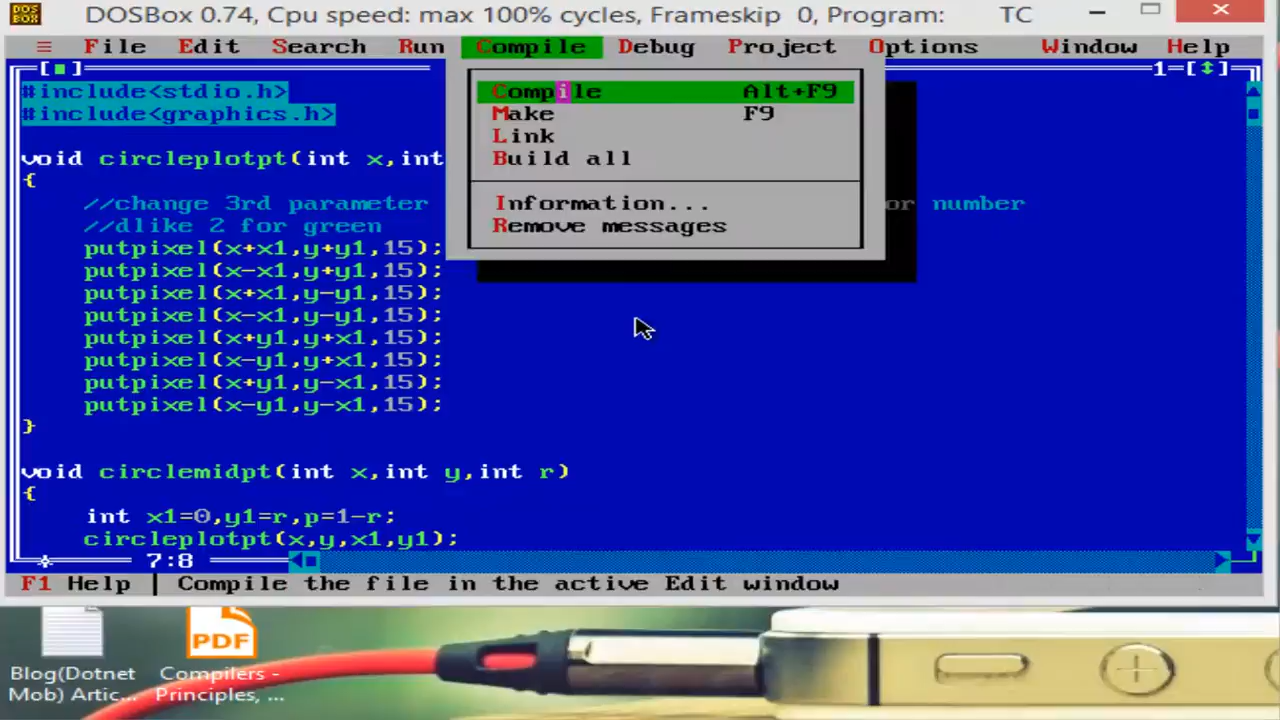 DOSBox 0.74, Cpu speed: max 100% cycles, Frameskip 0, Program: TC
≡ File Edit Search Run Compile Debug Project Options Window Help
[■] 1=[↕]
#include<stdio.h>
#include<graphics.h>
void circleplotpt(int x,int
{
//change 3rd parameter or number
//dlike 2 for green
putpixel(x+x1,y+y1,15);
putpixel(x-x1,y+y1,15);
putpixel(x+x1,y-y1,15);
putpixel(x-x1,y-y1,15);
putpixel(x+y1,y+x1,15);
putpixel(x-y1,y+x1,15);
putpixel(x+y1,y-x1,15);
putpixel(x-y1,y-x1,15);
}
void circlemidpt(int x,int y,int r)
{
int x1=0,y1=r,p=1-r;
circleplotpt(x,y,x1,y1);
Compile Alt+F9
Make F9
Link
Build all
Information...
Remove messages
7:8
F1 Help | Compile the file in the active Edit window
PDF
Blog(Dotnet Mob) Artic...
Compilers - Principles, ...